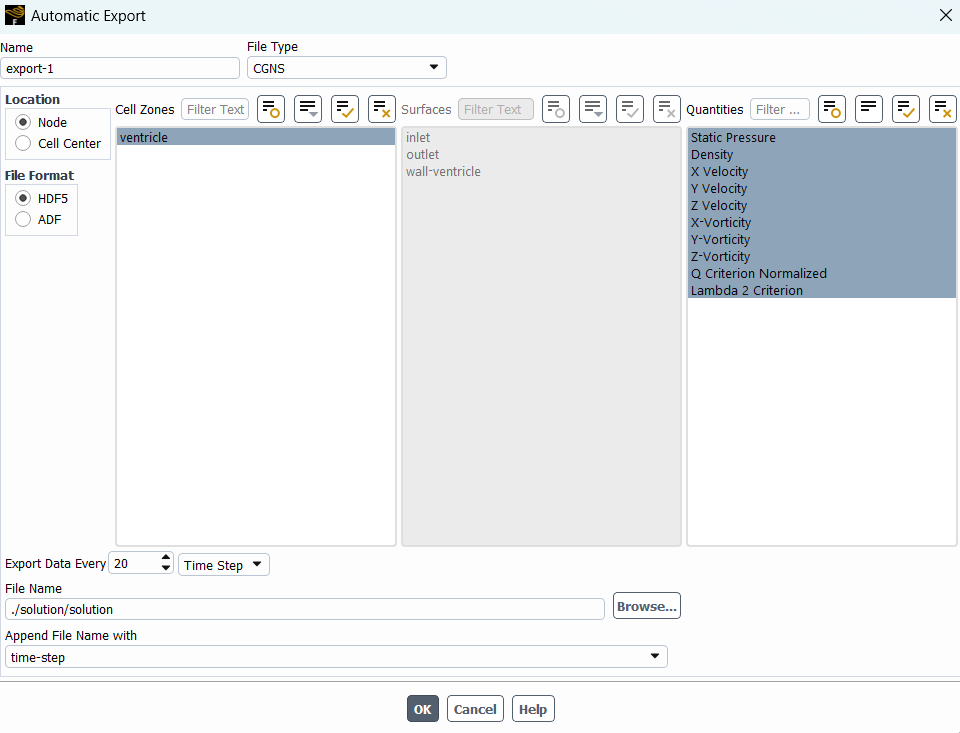 Automatic Export
Name
File Type
export-1
CGNS
Location
Node
Cell Center
File Format
HDF5
ADF
Cell Zones
Filter Text
ventricle
Surfaces
Filter Text
inlet
outlet
wall-ventricle
Quantities
Filter ...
Static Pressure
Density
X Velocity
Y Velocity
Z Velocity
X-Vorticity
Y-Vorticity
Z-Vorticity
Q Criterion Normalized
Lambda 2 Criterion
Export Data Every 20 Time Step
File Name
./solution/solution
Browse...
Append File Name with
time-step
OK Cancel Help